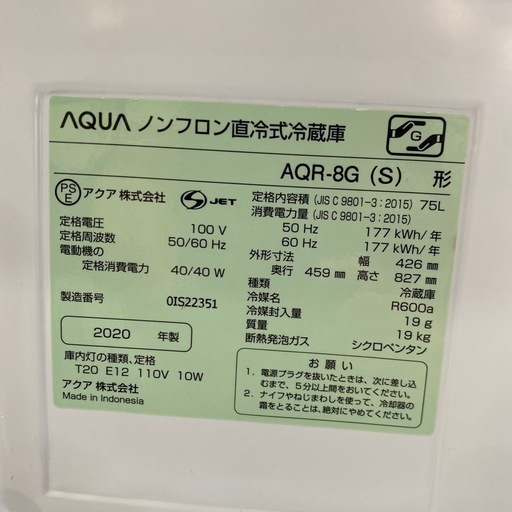 AQUA ノンフロン直冷式冷蔵庫
G
AQR-8G (S) 形
PS E アクア 株式会社 S JET
定格内容積 (JIS C 9801-3:2015) 75L
消費電力量 (JIS C 9801-3:2015)
50 Hz 177 kWh/年
60 Hz 177 kWh/年
定格電圧 100 V
定格周波数 50/60 Hz
電動機の
定格消費電力 40/40 W
外形寸法 幅 426 mm
奥行 459 mm 高さ 827 mm
種類 冷蔵庫
冷媒名 R600a
冷媒封入量 19 g
質量 19 kg
断熱発泡ガス シクロペンタン
製造番号 0IS22351
2020 年製
庫内灯の種類、定格
T20 E12 110V 10W
アクア 株式会社
Made in Indonesia
お願い
1. 電源プラグを抜いたときは、次に差し込
むまで、5分以上間をおいてください。
2. ナイフやねじまわしを使って、冷却器の
霜をとることは、絶対にやめてください。